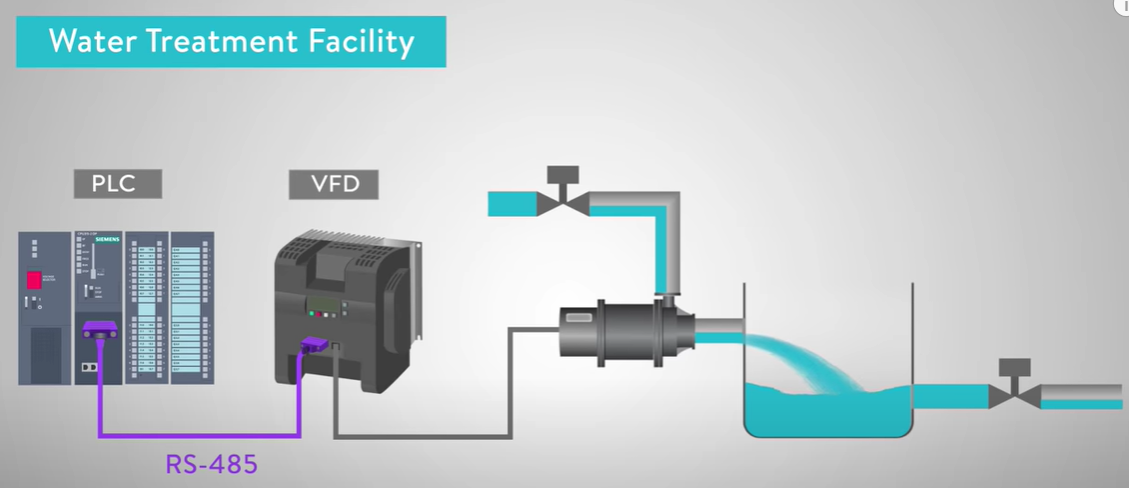 Water Treatment Facility
PLC
VFD
SIEMENS
RS-485